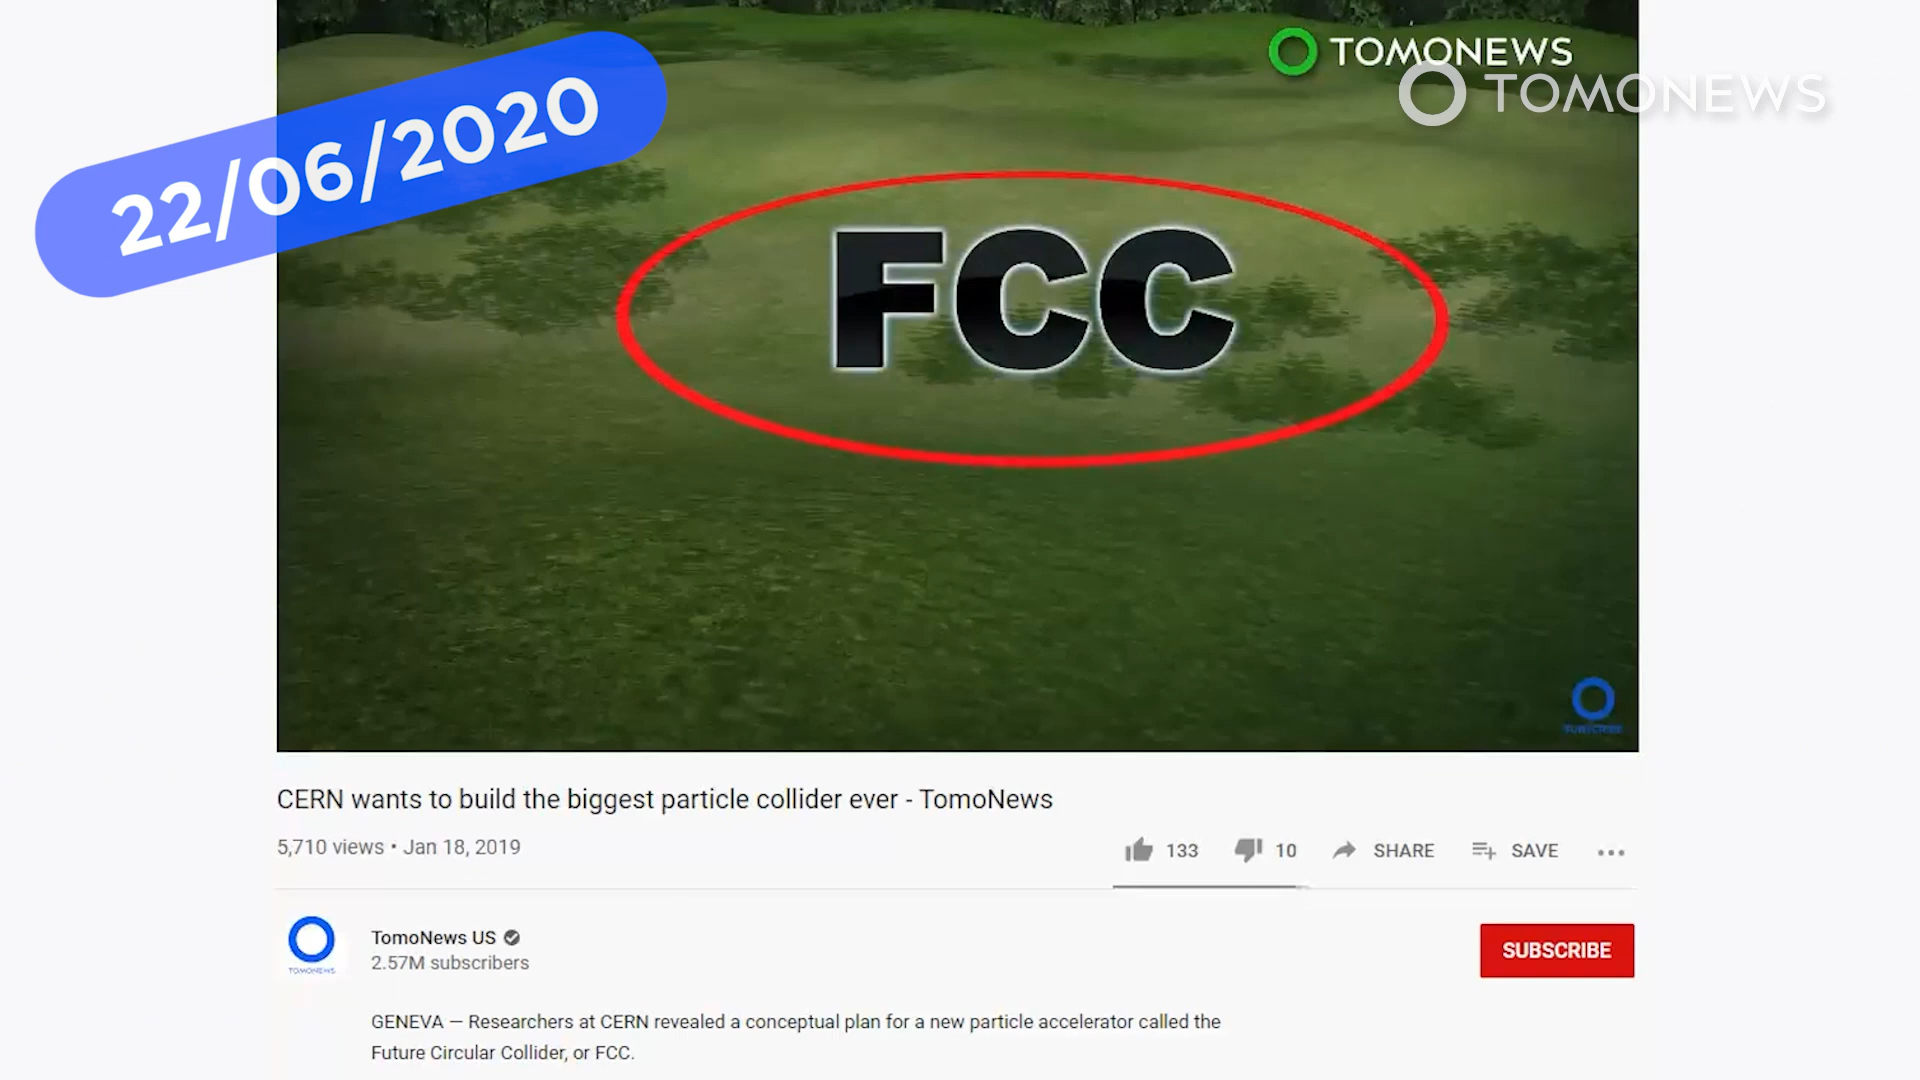 TOMONEWS
TOMONEWS
22/06/2020
FCC
SUBSCRIBE
CERN wants to build the biggest particle collider ever - TomoNews
5,710 views • Jan 18, 2019
133 10 SHARE SAVE
TomoNews US
2.57M subscribers
TOMONEWS
SUBSCRIBE
GENEVA — Researchers at CERN revealed a conceptual plan for a new particle accelerator called the
Future Circular Collider, or FCC.